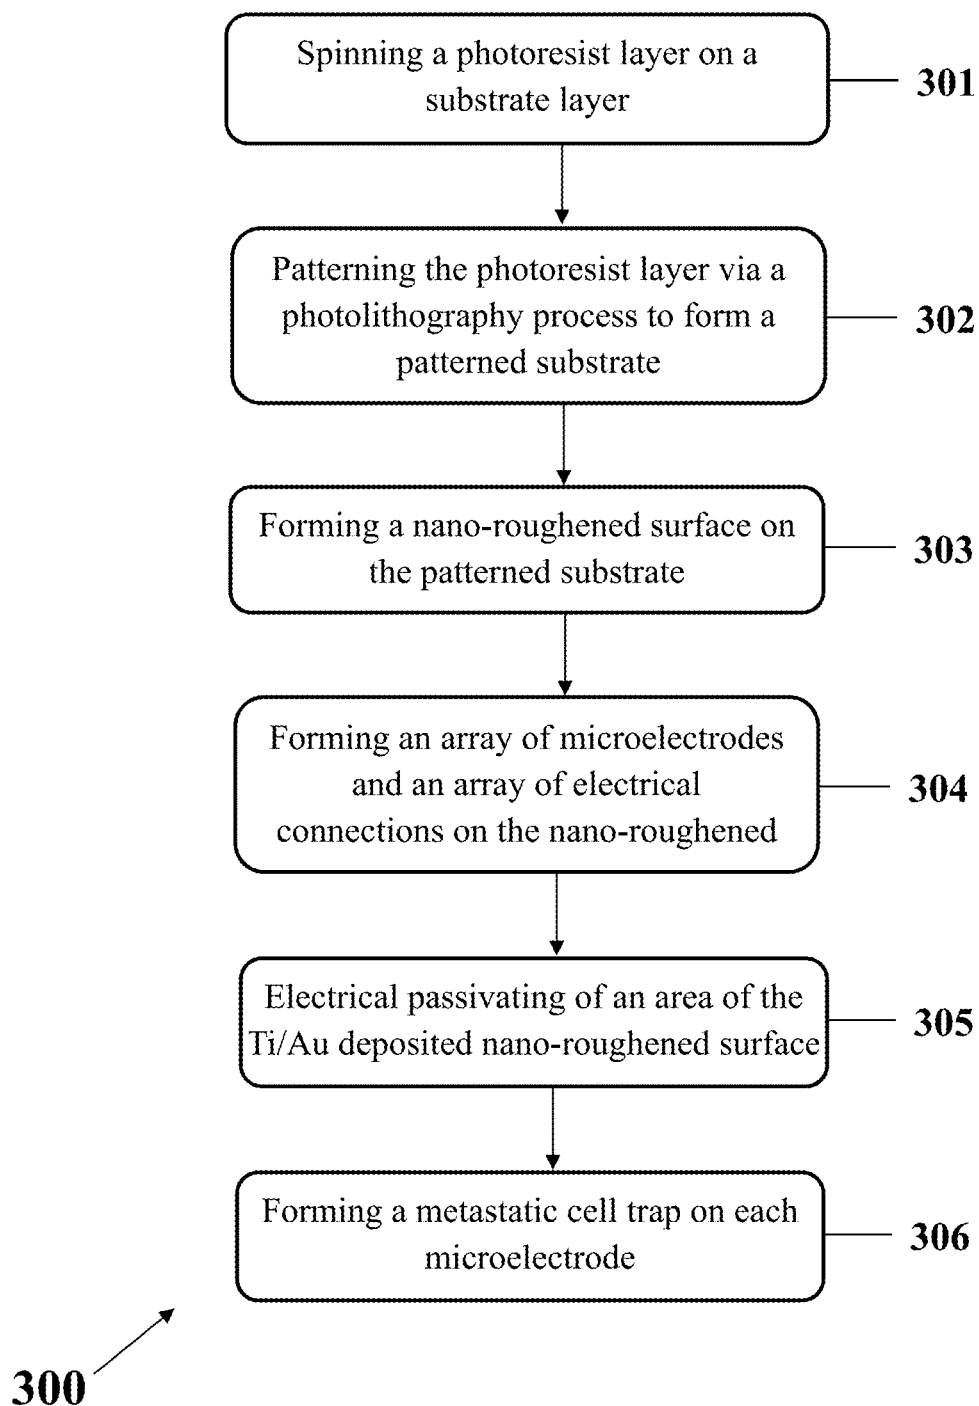 Spinning a photoresist layer on a
substrate layer
301
Patterning the photoresist layer via a
photolithography process to form a
patterned substrate
302
Forming a nano-roughened surface on
the patterned substrate
303
Forming an array of microelectrodes
and an array of electrical
connections on the nano-roughened
304
Electrical passivating of an area of the
Ti/Au deposited nano-roughened surface
305
Forming a metastatic cell trap on each
microelectrode
306
300